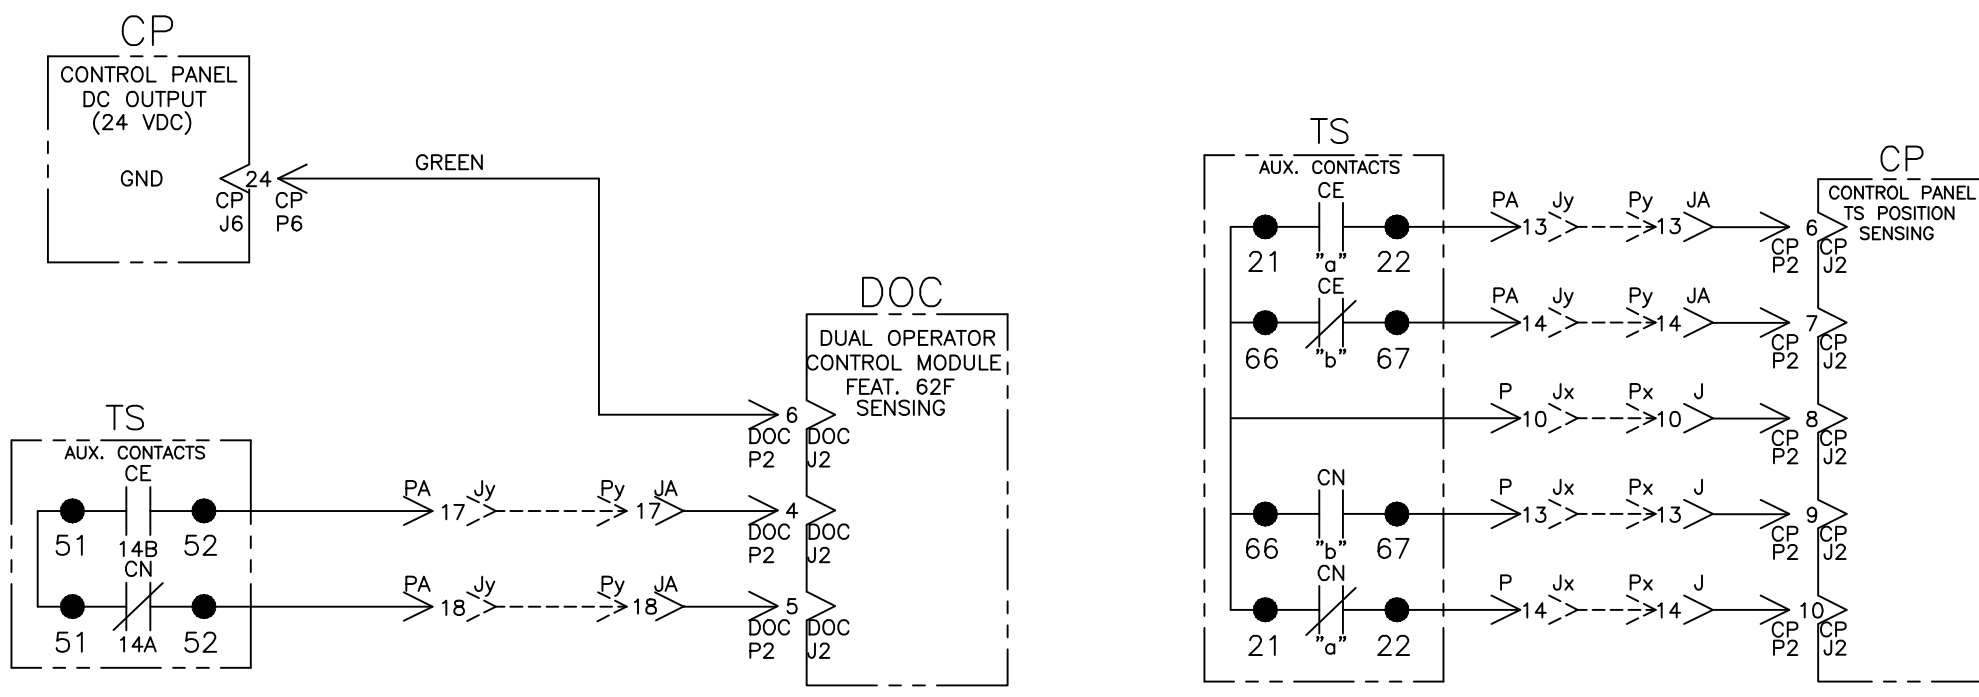 CP
CONTROL PANEL
DC OUTPUT
(24 VDC)
GND
24
CP
J6
CP
P6
GREEN
DOC
DUAL OPERATOR
CONTROL MODULE
FEAT. 62F
SENSING
6
DOC
P2
DOC
J2
TS
AUX. CONTACTS
CE
51
14B
52
PA
17
Jy
Py
17
JA
4
DOC
P2
DOC
J2
CN
51
14A
52
PA
18
Jy
Py
18
JA
5
DOC
P2
DOC
J2
TS
AUX. CONTACTS
CE
21
"a"
22
PA
13
Jy
Py
13
JA
6
CP
P2
CP
J2
CP
CONTROL PANEL
TS POSITION
SENSING
CE
66
"b"
67
PA
14
Jy
Py
14
JA
7
CP
P2
CP
J2
P
10
Jx
Px
10
J
8
CP
P2
CP
J2
CN
66
"b"
67
P
13
Jx
Px
13
J
9
CP
P2
CP
J2
CN
21
"a"
22
P
14
Jx
Px
14
J
10
CP
P2
CP
J2